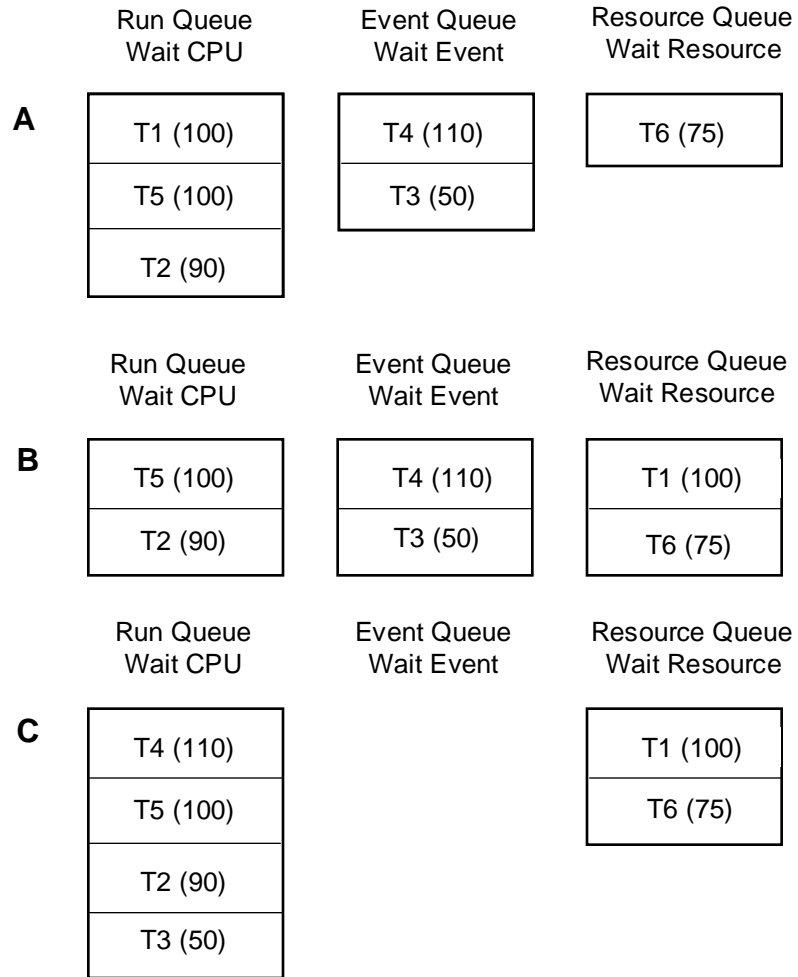 Run Queue
Wait CPU
Event Queue
Wait Event
Resource Queue
Wait Resource
A
T1 (100)
T5 (100)
T2 (90)
T4 (110)
T3 (50)
T6 (75)
Run Queue
Wait CPU
Event Queue
Wait Event
Resource Queue
Wait Resource
B
T5 (100)
T2 (90)
T4 (110)
T3 (50)
T1 (100)
T6 (75)
Run Queue
Wait CPU
Event Queue
Wait Event
Resource Queue
Wait Resource
C
T4 (110)
T5 (100)
T2 (90)
T3 (50)
T1 (100)
T6 (75)